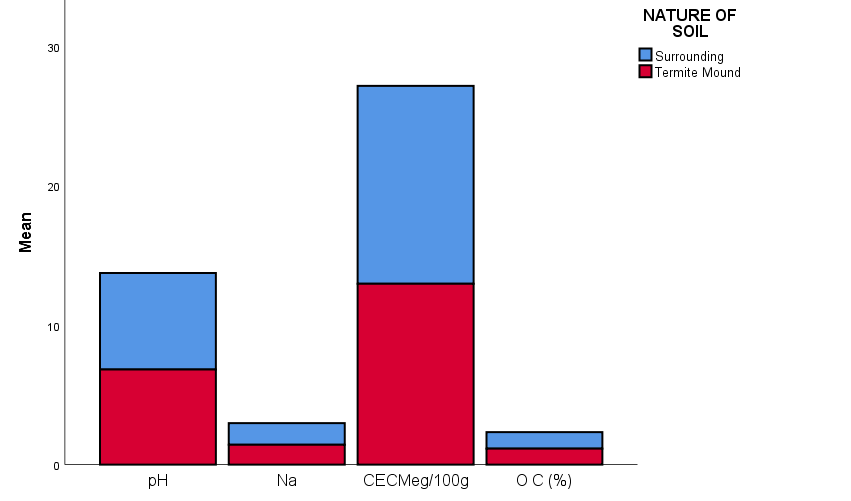 NATURE OF
SOIL
Surrounding
Termite Mound
Mean
30
20
10
0
pH
Na
CECMeg/100g
O C (%)